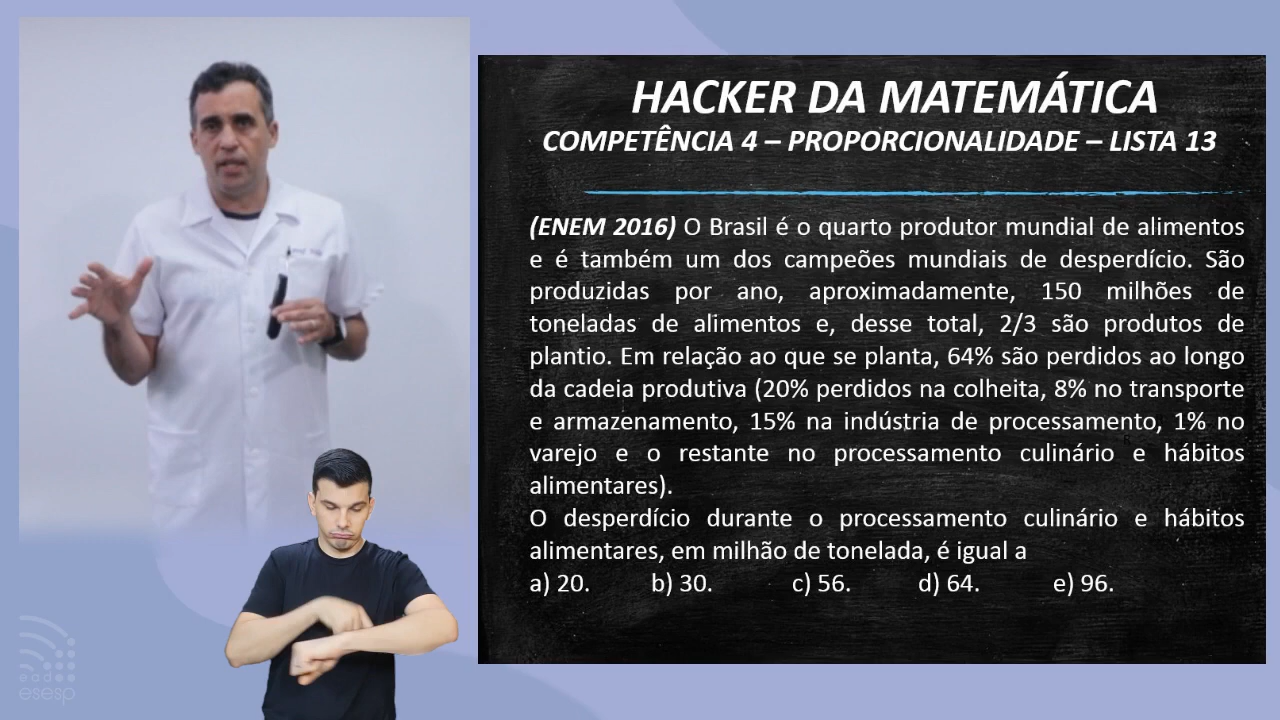 HACKER DA MATEMÁTICA
COMPETÊNCIA 4 – PROPORCIONALIDADE – LISTA 13
(ENEM 2016) O Brasil é o quarto produtor mundial de alimentos
e é também um dos campeões mundiais de desperdício. São
produzidas por ano, aproximadamente, 150 milhões de
toneladas de alimentos e, desse total, 2/3 são produtos de
plantio. Em relação ao que se planta, 64% são perdidos ao longo
da cadeia produtiva (20% perdidos na colheita, 8% no transporte
e armazenamento, 15% na indústria de processamento, 1% no
varejo e o restante no processamento culinário e hábitos
alimentares).
O desperdício durante o processamento culinário e hábitos
alimentares, em milhão de tonelada, é igual a
a) 20. b) 30. c) 56. d) 64. e) 96.
ead
esesp